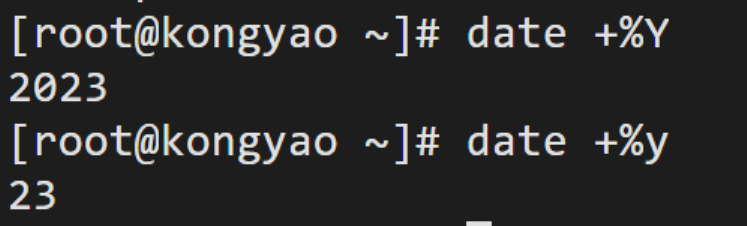 [root@kongyao ~]# date +%Y
2023
[root@kongyao ~]# date +%y
23